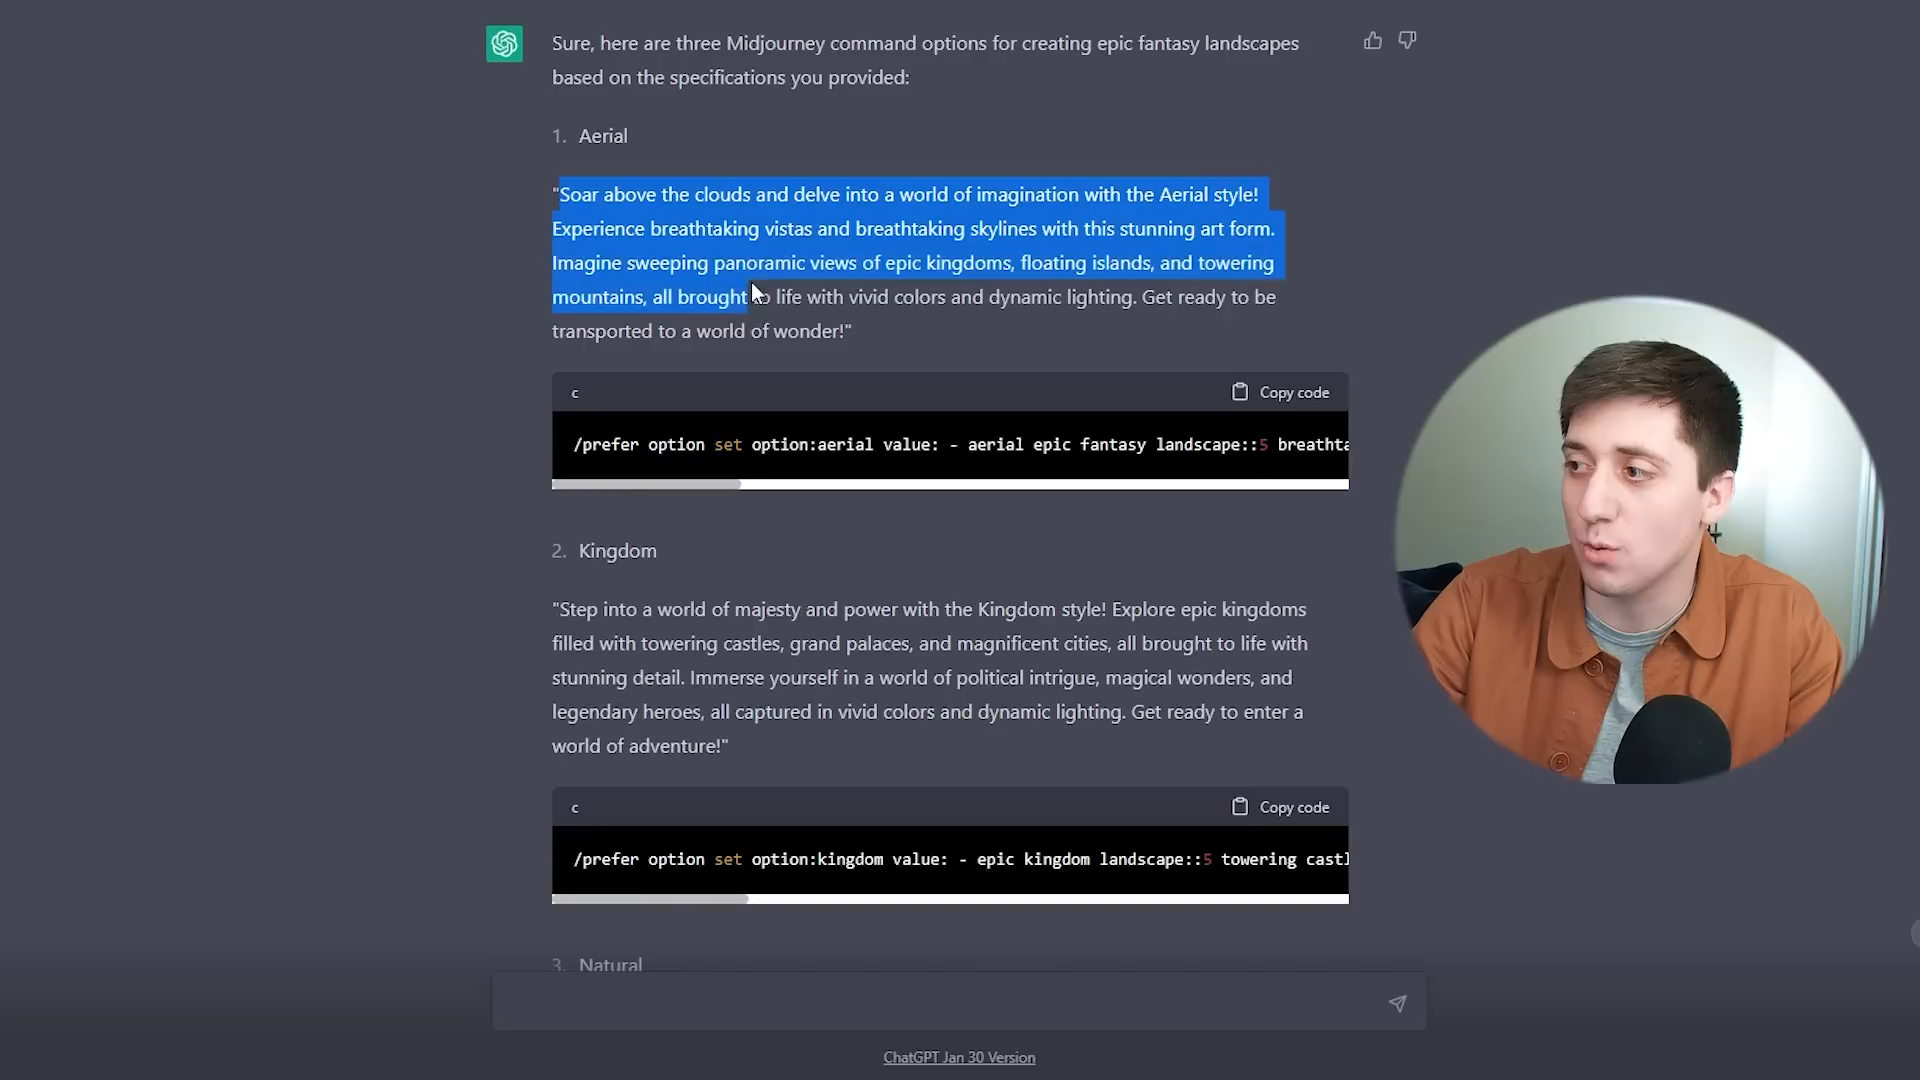 Sure, here are three Midjourney command options for creating epic fantasy landscapes
based on the specifications you provided:
1. Aerial
"Soar above the clouds and delve into a world of imagination with the Aerial style!
Experience breathtaking vistas and breathtaking skylines with this stunning art form.
Imagine sweeping panoramic views of epic kingdoms, floating islands, and towering
mountains, all brought to life with vivid colors and dynamic lighting. Get ready to be
transported to a world of wonder!"
c Copy code
/prefer option set option:aerial value: - aerial epic fantasy landscape::5 breathta
2. Kingdom
"Step into a world of majesty and power with the Kingdom style! Explore epic kingdoms
filled with towering castles, grand palaces, and magnificent cities, all brought to life with
stunning detail. Immerse yourself in a world of political intrigue, magical wonders, and
legendary heroes, all captured in vivid colors and dynamic lighting. Get ready to enter a
world of adventure!"
c Copy code
/prefer option set option:kingdom value: - epic kingdom landscape::5 towering castl
3. Natural
ChatGPT Jan 30 Version